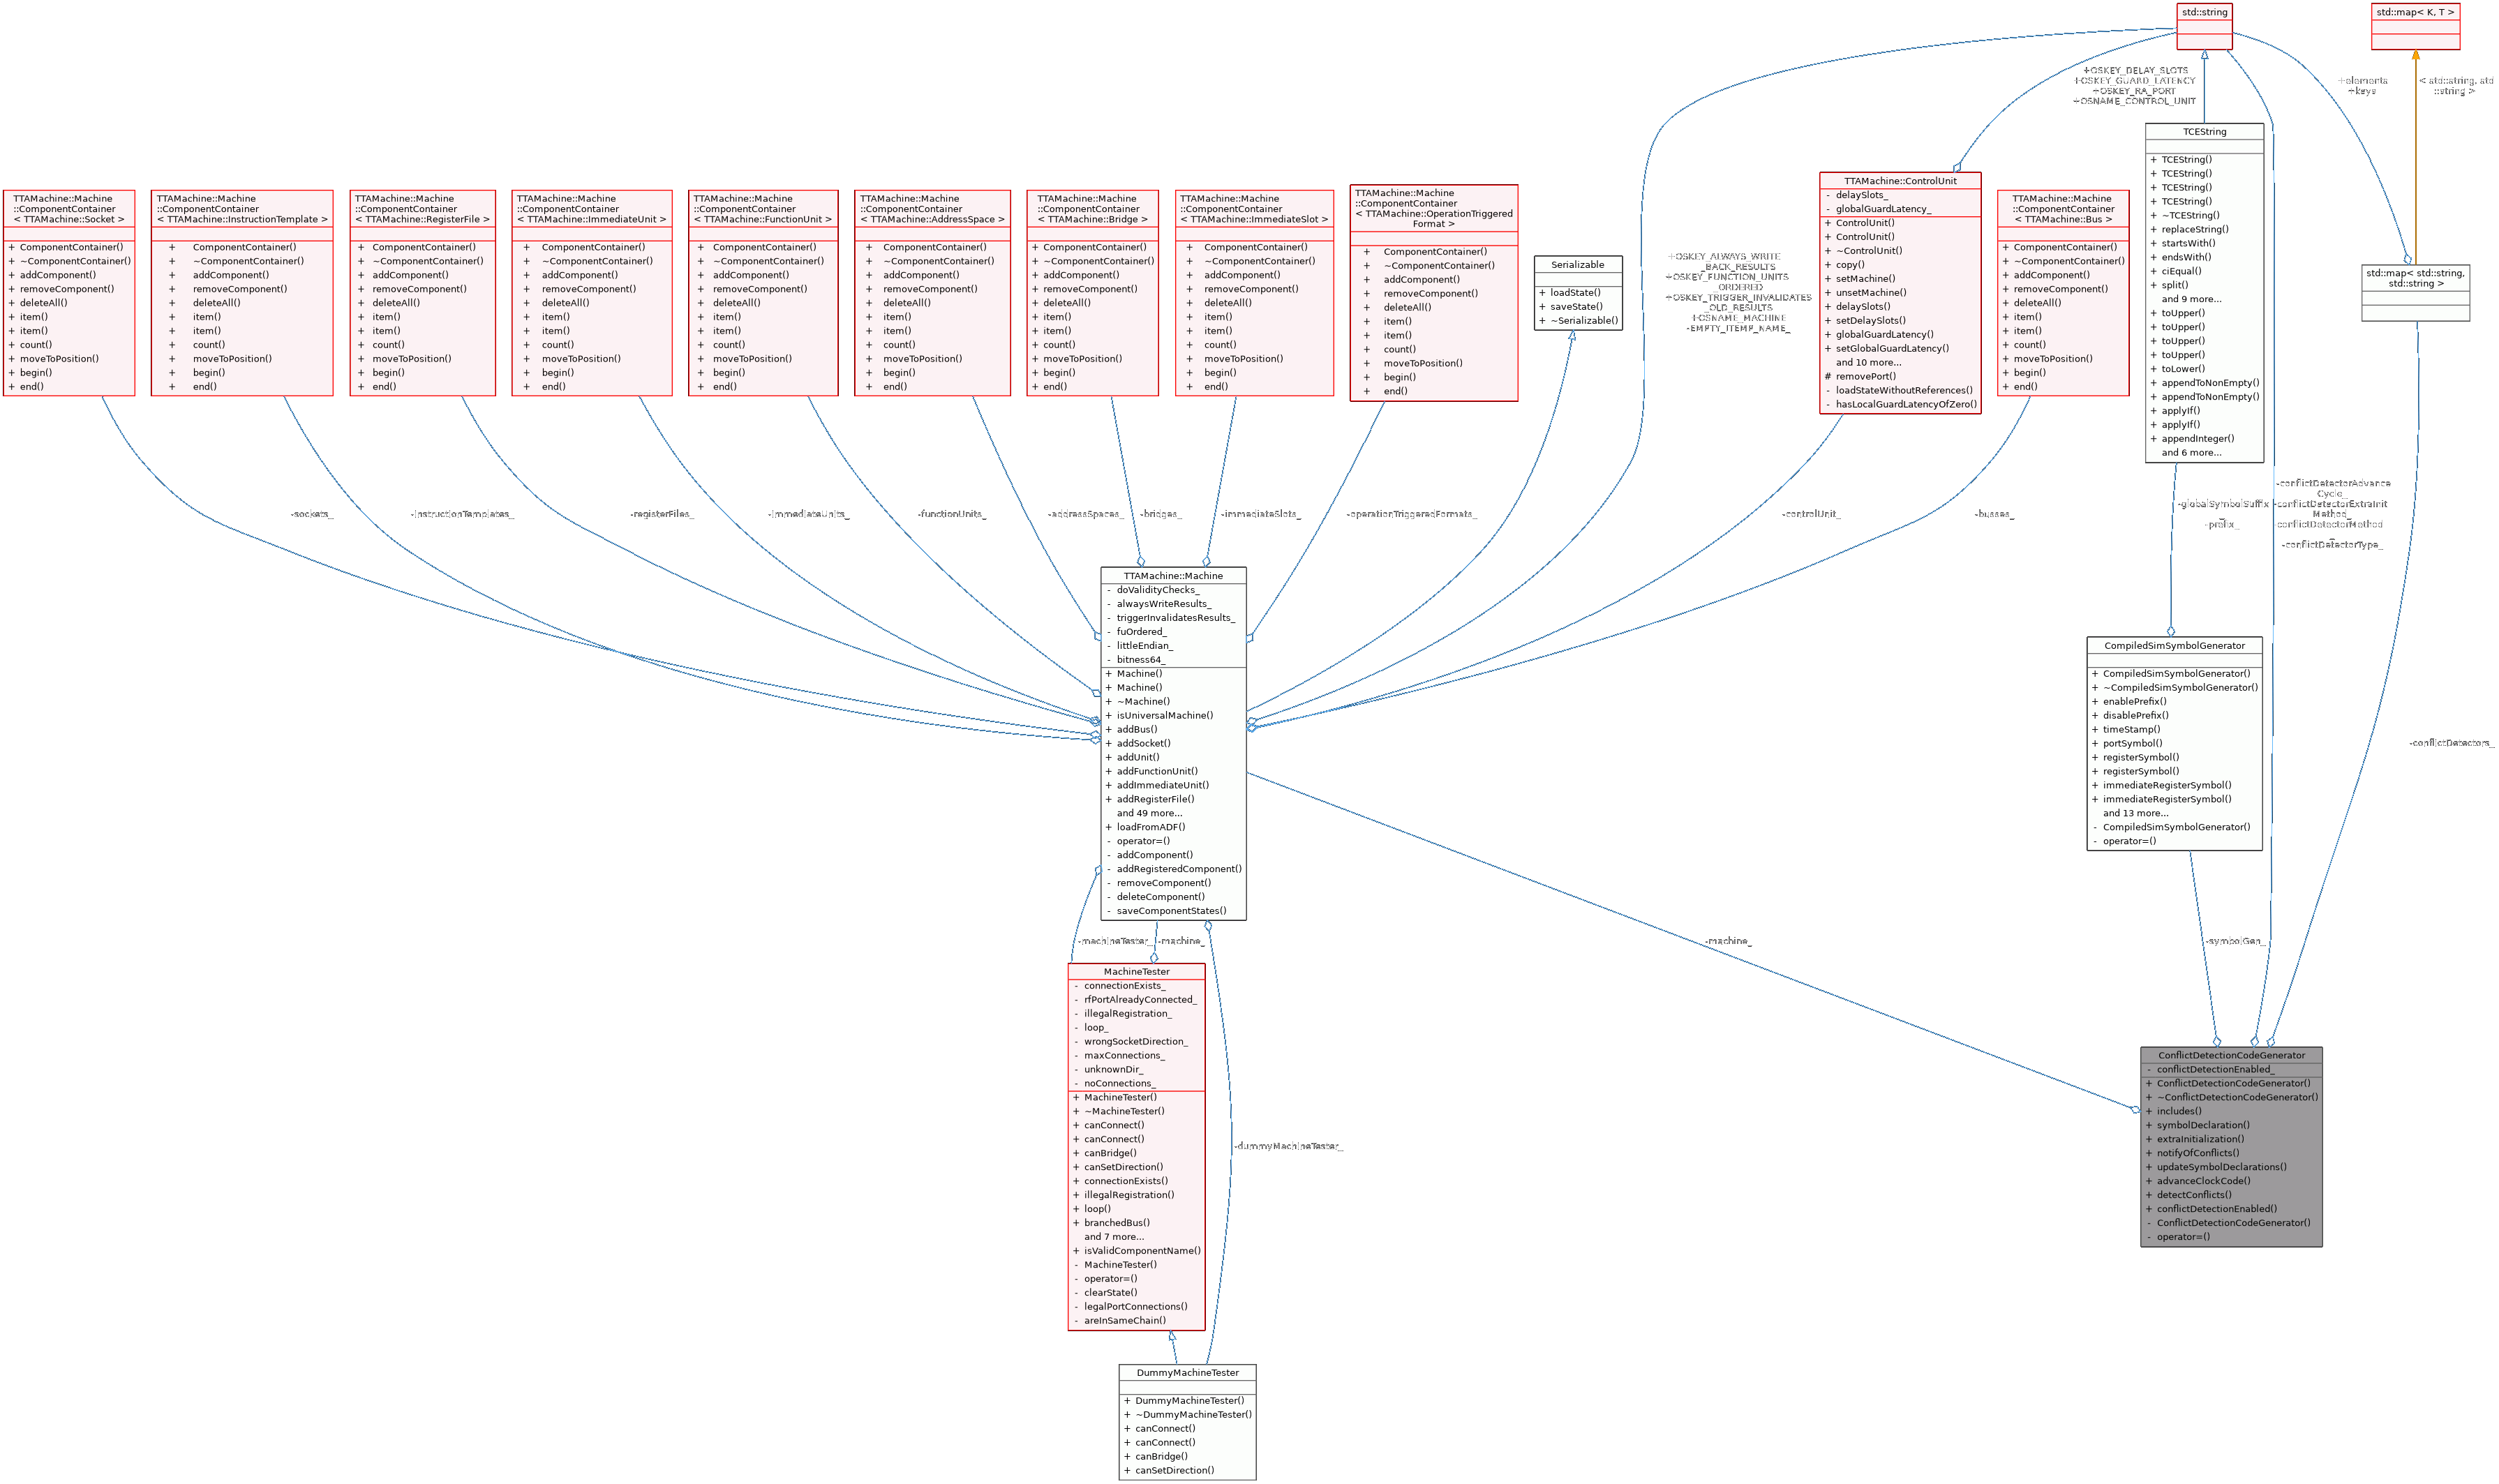 std::string
std::map< K, T >
+OSKEY_DELAY_SLOTS
+OSKEY_GUARD_LATENCY
+OSKEY_RA_PORT
+OSNAME_CONTROL_UNIT
+elements
+keys
< std::string, std
::string >
TCEString
+ TCEString()
+ TCEString()
+ TCEString()
+ TCEString()
+ ~TCEString()
+ replaceString()
+ startsWith()
+ endsWith()
+ ciEqual()
+ split()
and 9 more...
+ toUpper()
+ toUpper()
+ toUpper()
+ toUpper()
+ toLower()
+ appendToNonEmpty()
+ appendToNonEmpty()
+ applyIf()
+ applyIf()
+ appendInteger()
and 6 more...
TTAMachine::Machine
::ComponentContainer
< TTAMachine::Socket >
+ ComponentContainer()
+ ~ComponentContainer()
+ addComponent()
+ removeComponent()
+ deleteAll()
+ item()
+ item()
+ count()
+ moveToPosition()
+ begin()
+ end()
TTAMachine::Machine
::ComponentContainer
< TTAMachine::InstructionTemplate >
+ ComponentContainer()
+ ~ComponentContainer()
+ addComponent()
+ removeComponent()
+ deleteAll()
+ item()
+ item()
+ count()
+ moveToPosition()
+ begin()
+ end()
TTAMachine::Machine
::ComponentContainer
< TTAMachine::RegisterFile >
+ ComponentContainer()
+ ~ComponentContainer()
+ addComponent()
+ removeComponent()
+ deleteAll()
+ item()
+ item()
+ count()
+ moveToPosition()
+ begin()
+ end()
TTAMachine::Machine
::ComponentContainer
< TTAMachine::ImmediateUnit >
+ ComponentContainer()
+ ~ComponentContainer()
+ addComponent()
+ removeComponent()
+ deleteAll()
+ item()
+ item()
+ count()
+ moveToPosition()
+ begin()
+ end()
TTAMachine::Machine
::ComponentContainer
< TTAMachine::FunctionUnit >
+ ComponentContainer()
+ ~ComponentContainer()
+ addComponent()
+ removeComponent()
+ deleteAll()
+ item()
+ item()
+ count()
+ moveToPosition()
+ begin()
+ end()
TTAMachine::Machine
::ComponentContainer
< TTAMachine::AddressSpace >
+ ComponentContainer()
+ ~ComponentContainer()
+ addComponent()
+ removeComponent()
+ deleteAll()
+ item()
+ item()
+ count()
+ moveToPosition()
+ begin()
+ end()
TTAMachine::Machine
::ComponentContainer
< TTAMachine::Bridge >
+ ComponentContainer()
+ ~ComponentContainer()
+ addComponent()
+ removeComponent()
+ deleteAll()
+ item()
+ item()
+ count()
+ moveToPosition()
+ begin()
+ end()
TTAMachine::Machine
::ComponentContainer
< TTAMachine::ImmediateSlot >
+ ComponentContainer()
+ ~ComponentContainer()
+ addComponent()
+ removeComponent()
+ deleteAll()
+ item()
+ item()
+ count()
+ moveToPosition()
+ begin()
+ end()
TTAMachine::Machine
::ComponentContainer
< TTAMachine::OperationTriggered
Format >
+ ComponentContainer()
+ ~ComponentContainer()
+ addComponent()
+ removeComponent()
+ deleteAll()
+ item()
+ item()
+ count()
+ moveToPosition()
+ begin()
+ end()
Serializable
+ loadState()
+ saveState()
+ ~Serializable()
+OSKEY_ALWAYS_WRITE
_BACK_RESULTS
+OSKEY_FUNCTION_UNITS
_ORDERED
+OSKEY_TRIGGER_INVALIDATES
_OLD_RESULTS
+OSNAME_MACHINE
-EMPTY_ITEMP_NAME_
TTAMachine::ControlUnit
- delaySlots_
- globalGuardLatency_
+ ControlUnit()
+ ControlUnit()
+ ~ControlUnit()
+ copy()
+ setMachine()
+ unsetMachine()
+ delaySlots()
+ setDelaySlots()
+ globalGuardLatency()
+ setGlobalGuardLatency()
and 10 more...
# removePort()
- loadStateWithoutReferences()
- hasLocalGuardLatencyOfZero()
TTAMachine::Machine
::ComponentContainer
< TTAMachine::Bus >
+ ComponentContainer()
+ ~ComponentContainer()
+ addComponent()
+ removeComponent()
+ deleteAll()
+ item()
+ item()
+ count()
+ moveToPosition()
+ begin()
+ end()
std::map< std::string,
std::string >
-sockets_
-instructionTemplates_
-registerFiles_
-immediateUnits_
-functionUnits_
-addressSpaces_
-bridges_
-immediateSlots_
-operationTriggeredFormats_
-controlUnit_
-busses_
-globalSymbolSuffix
_
-prefix_
-conflictDetectorAdvance
Cycle_
-conflictDetectorExtraInit
Method_
-conflictDetectorMethod
_
-conflictDetectorType_
TTAMachine::Machine
- doValidityChecks_
- alwaysWriteResults_
- triggerInvalidatesResults_
- fuOrdered_
- littleEndian_
- bitness64_
+ Machine()
+ Machine()
+ ~Machine()
+ isUniversalMachine()
+ addBus()
+ addSocket()
+ addUnit()
+ addFunctionUnit()
+ addImmediateUnit()
+ addRegisterFile()
and 49 more...
+ loadFromADF()
- operator=()
- addComponent()
- addRegisteredComponent()
- removeComponent()
- deleteComponent()
- saveComponentStates()
CompiledSimSymbolGenerator
+ CompiledSimSymbolGenerator()
+ ~CompiledSimSymbolGenerator()
+ enablePrefix()
+ disablePrefix()
+ timeStamp()
+ portSymbol()
+ registerSymbol()
+ registerSymbol()
+ immediateRegisterSymbol()
+ immediateRegisterSymbol()
and 13 more...
- CompiledSimSymbolGenerator()
- operator=()
-conflictDetectors_
-machineTester_
-machine_
-machine_
-symbolGen_
MachineTester
- connectionExists_
- rfPortAlreadyConnected_
- illegalRegistration_
- loop_
- wrongSocketDirection_
- maxConnections_
- unknownDir_
- noConnections_
+ MachineTester()
+ ~MachineTester()
+ canConnect()
+ canConnect()
+ canBridge()
+ canSetDirection()
+ connectionExists()
+ illegalRegistration()
+ loop()
+ branchedBus()
and 7 more...
+ isValidComponentName()
- MachineTester()
- operator=()
- clearState()
- legalPortConnections()
- areInSameChain()
-dummyMachineTester_
ConflictDetectionCodeGenerator
- conflictDetectionEnabled_
+ ConflictDetectionCodeGenerator()
+ ~ConflictDetectionCodeGenerator()
+ includes()
+ symbolDeclaration()
+ extraInitialization()
+ notifyOfConflicts()
+ updateSymbolDeclarations()
+ advanceClockCode()
+ detectConflicts()
+ conflictDetectionEnabled()
- ConflictDetectionCodeGenerator()
- operator=()
DummyMachineTester
+ DummyMachineTester()
+ ~DummyMachineTester()
+ canConnect()
+ canConnect()
+ canBridge()
+ canSetDirection()